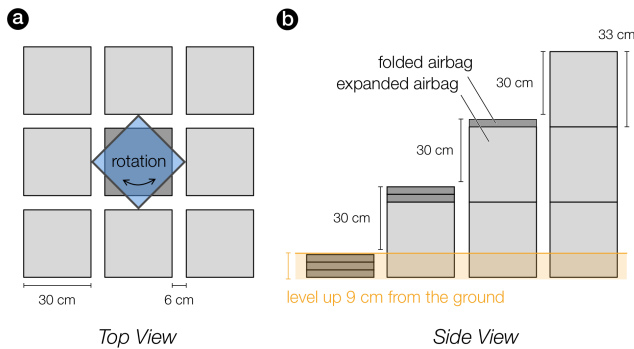 a
rotation
30 cm
6 cm
Top View
b
33 cm
folded airbag
expanded airbag
30 cm
30 cm
30 cm
level up 9 cm from the ground
Side View